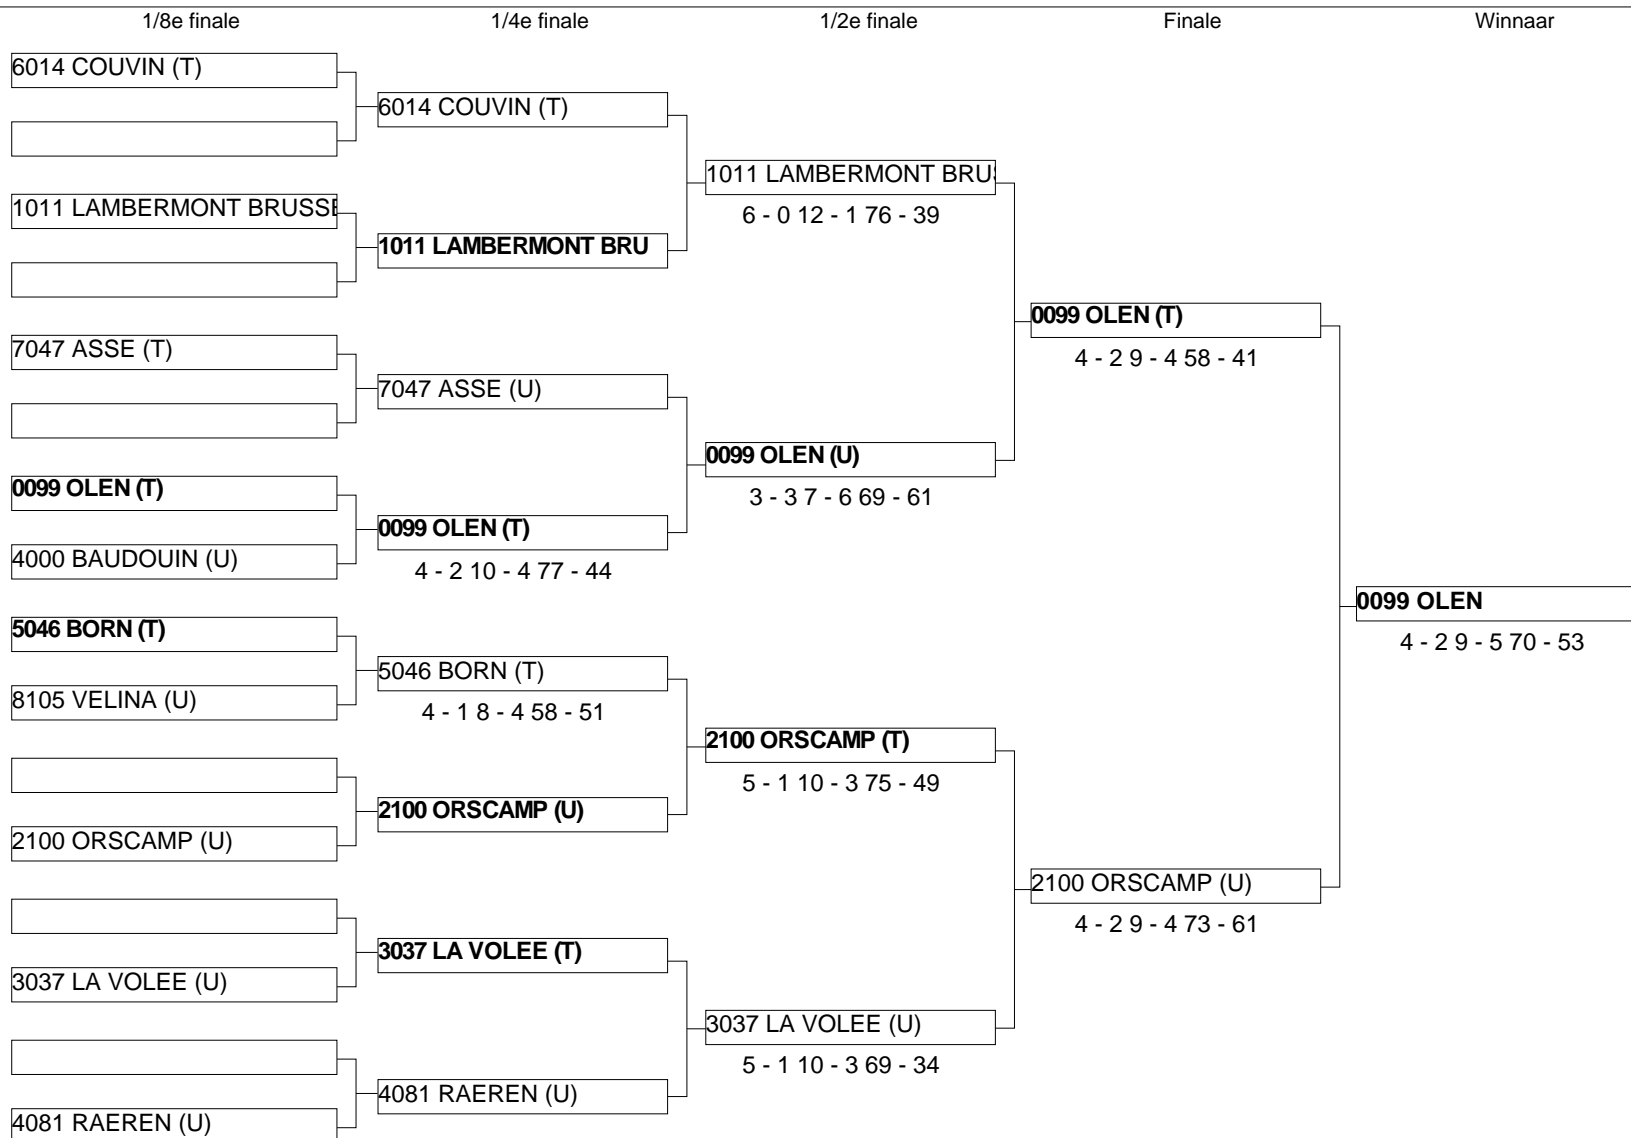 1/8e finale
1/4e finale
1/2e finale
Finale
Winnaar
6014 COUVIN (T)
1011 LAMBERMONT BRUSSE
7047 ASSE (T)
0099 OLEN (T)
4000 BAUDOUIN (U)
5046 BORN (T)
8105 VELINA (U)
2100 ORSCAMP (U)
3037 LA VOLEE (U)
4081 RAEREN (U)
6014 COUVIN (T)
1011 LAMBERMONT BRU
7047 ASSE (U)
0099 OLEN (T)
4 - 2 10 - 4 77 - 44
5046 BORN (T)
4 - 1 8 - 4 58 - 51
2100 ORSCAMP (U)
3037 LA VOLEE (T)
4081 RAEREN (U)
1011 LAMBERMONT BRUS
6 - 0 12 - 1 76 - 39
0099 OLEN (U)
3 - 3 7 - 6 69 - 61
2100 ORSCAMP (T)
5 - 1 10 - 3 75 - 49
3037 LA VOLEE (U)
5 - 1 10 - 3 69 - 34
0099 OLEN (T)
4 - 2 9 - 4 58 - 41
2100 ORSCAMP (U)
4 - 2 9 - 4 73 - 61
0099 OLEN
4 - 2 9 - 5 70 - 53